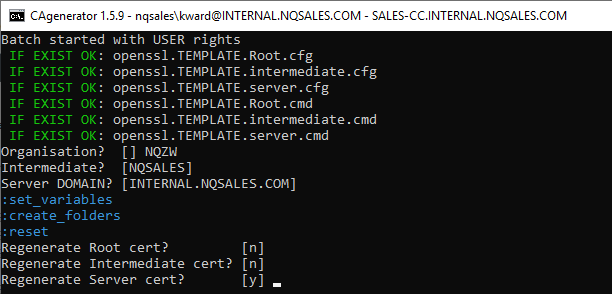 CAgenerator 1.5.9 - nqsales\kward@INTERNAL.NQSALES.COM - SALES-CC.INTERNAL.NQSALES.COM
Batch started with USER rights
IF EXIST OK: openssl.TEMPLATE.Root.cfg
IF EXIST OK: openssl.TEMPLATE.intermediate.cfg
IF EXIST OK: openssl.TEMPLATE.server.cfg
IF EXIST OK: openssl.TEMPLATE.Root.cmd
IF EXIST OK: openssl.TEMPLATE.intermediate.cmd
IF EXIST OK: openssl.TEMPLATE.server.cmd
Organisation?  [] NQZW
Intermediate?  [NQSALES]
Server DOMAIN? [INTERNAL.NQSALES.COM]
:set_variables
:create_folders
:reset
Regenerate Root cert?         [n]
Regenerate Intermediate cert? [n]
Regenerate Server cert?       [y]